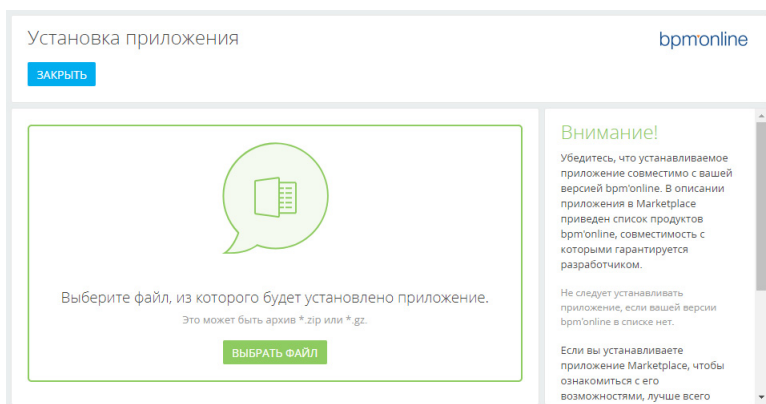 Установка приложения
bpm'online
ЗАКРЫТЬ
Выберите файл, из которого будет установлено приложение.
Это может быть архив *.zip или *.gz.
ВЫБРАТЬ ФАЙЛ
Внимание!
Убедитесь, что устанавливаемое
приложение совместимо с вашей
версией bpm'online. В описании
приложения в Marketplace
приведен список продуктов
bpm'online, совместимость с
которыми гарантируется
разработчиком.
Не следует устанавливать
приложение, если вашей версии
bpm'online в списке нет.
Если вы устанавливаете
приложение Marketplace, чтобы
ознакомиться с его
возможностями, лучше всего